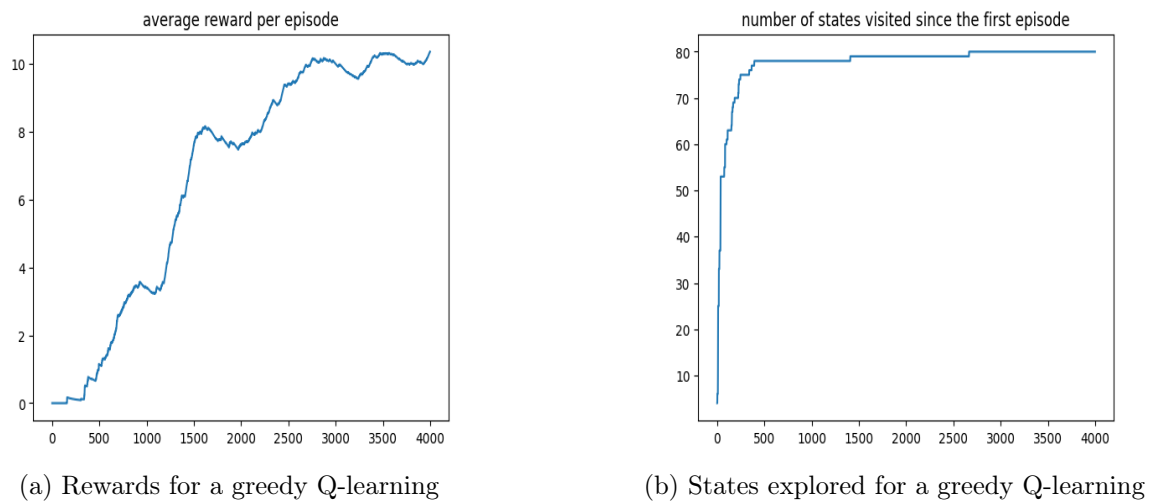 average reward per episode
10
8
6
4
2
0
0 500 1000 1500 2000 2500 3000 3500 4000
(a) Rewards for a greedy Q-learning
number of states visited since the first episode
80
70
60
50
40
30
20
10
0 500 1000 1500 2000 2500 3000 3500 4000
(b) States explored for a greedy Q-learning